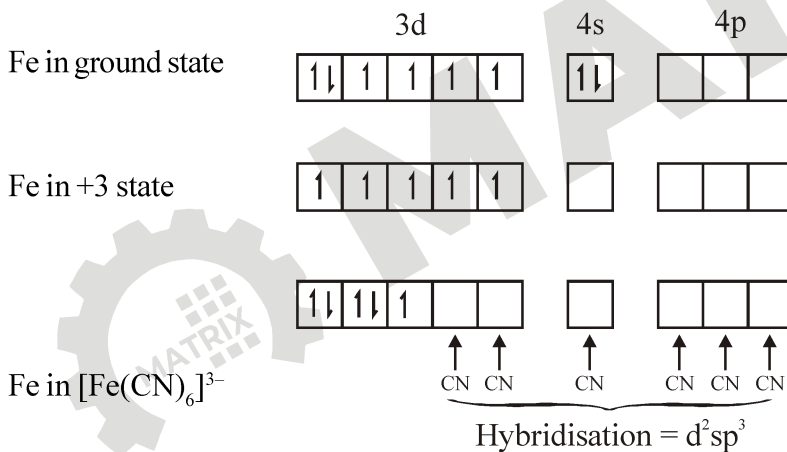 3d 4s 4p
Fe in ground state
Fe in +3 state
MATRIX
Fe in [Fe(CN)₆]³⁻
CN CN CN CN CN CN
Hybridisation = d²sp³